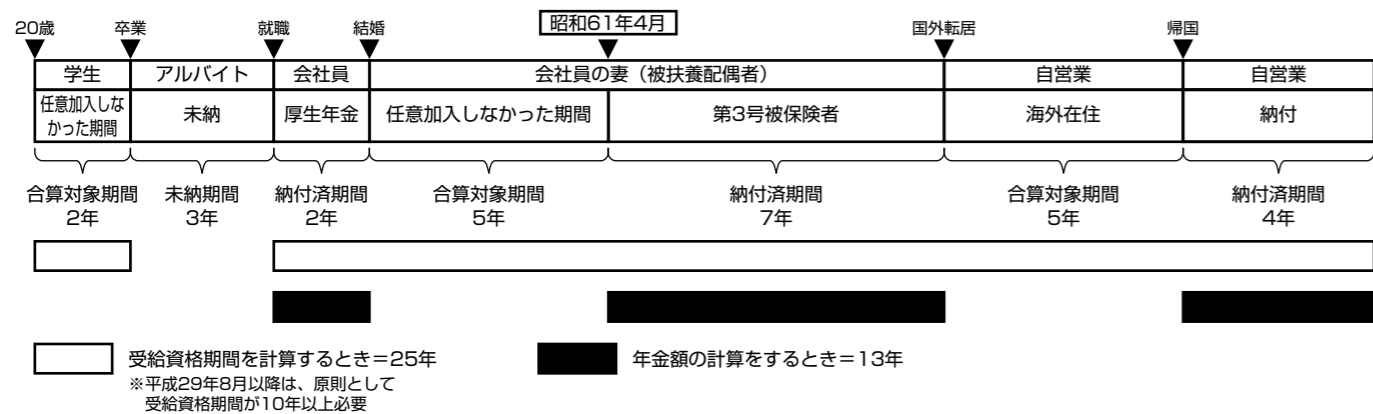 20歳 卒業 就職 結婚 昭和61年4月 国外転居 帰国
学生 アルバイト 会社員 会社員の妻（被扶養配偶者） 自営業 自営業
任意加入しな
かった期間 未納 厚生年金 任意加入しなかった期間 第3号被保険者 海外在住 納付
合算対象期間 未納期間 納付済期間 合算対象期間 納付済期間 合算対象期間 納付済期間
2年 3年 2年 5年 7年 5年 4年
受給資格期間を計算するとき＝25年 年金額の計算をするとき＝13年
※平成29年8月以降は、原則として
受給資格期間が10年以上必要